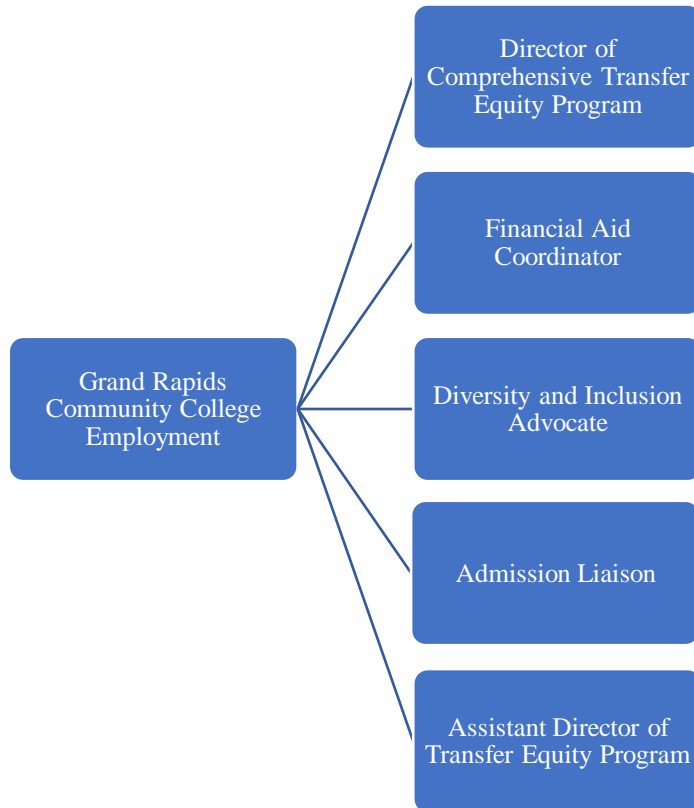 Director of
Comprehensive Transfer
Equity Program
Financial Aid
Coordinator
Grand Rapids
Community College
Employment
Diversity and Inclusion
Advocate
Admission Liaison
Assistant Director of
Transfer Equity Program